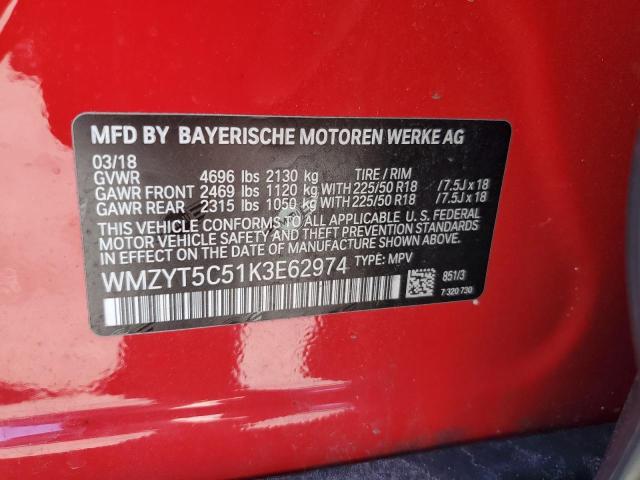 MFD BY BAYERISCHE MOTOREN WERKE AG
03/18
GVWR 4696 lbs 2130 kg TIRE / RIM
GAWR FRONT 2469 lbs 1120 kg WITH 225/50 R18 /7.5J x 18
GAWR REAR 2315 lbs 1050 kg WITH 225/50 R18 /7.5J x 18
THIS VEHICLE CONFORMS TO ALL APPLICABLE U. S. FEDERAL
MOTOR VEHICLE SAFETY AND THEFT PREVENTION STANDARDS
IN EFFECT ON THE DATE OF MANUFACTURE SHOWN ABOVE.
WMZYT5C51K3E62974 TYPE: MPV
851/3
7 320 730